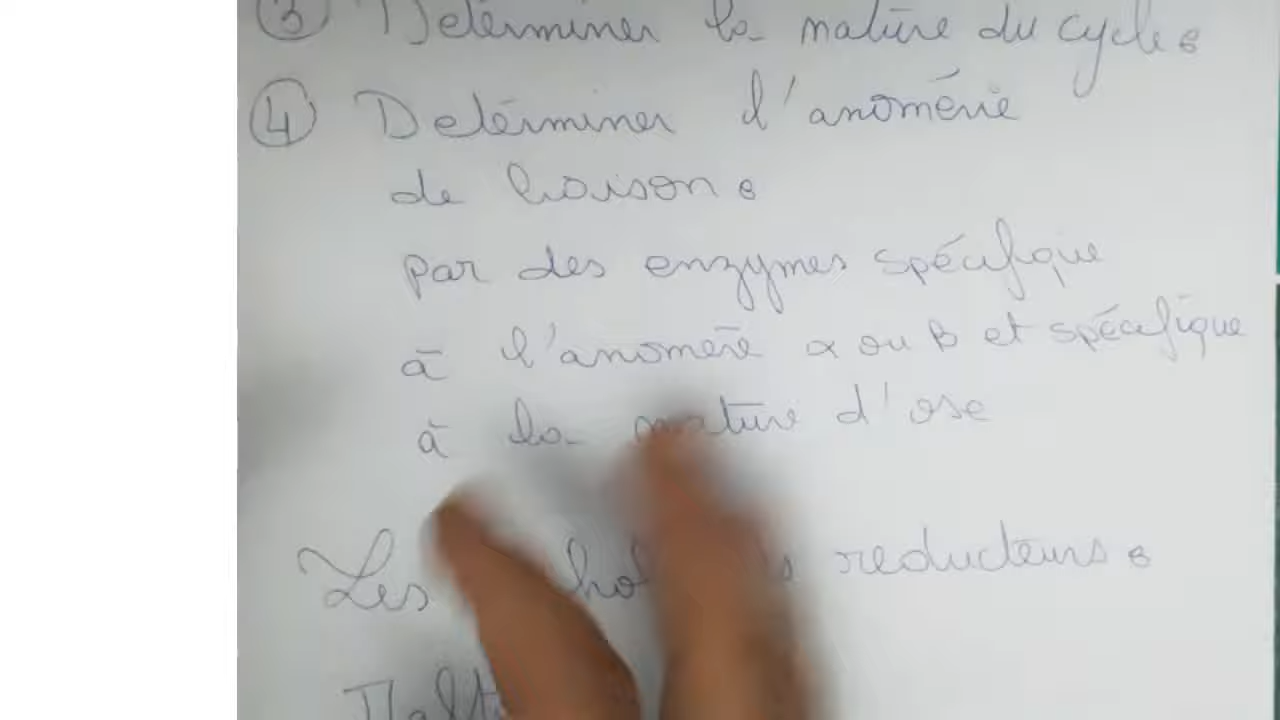 ③ Déterminer la nature du cycle :
④ Déterminer l'anomérie
de liaison :
par des enzymes spécifique
à l'anomère α ou β et spécifique
à la nature d'ose
Les reducteurs :